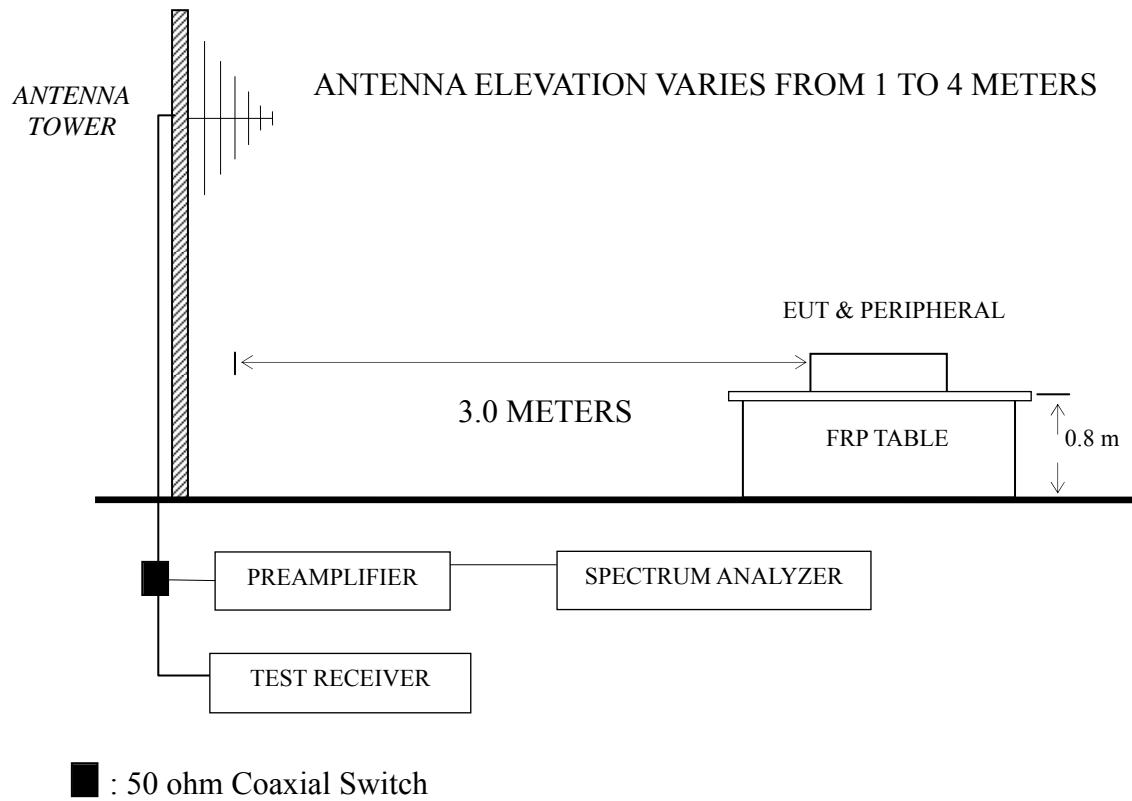 ANTENNA
TOWER
ANTENNA ELEVATION VARIES FROM 1 TO 4 METERS
EUT & PERIPHERAL
3.0 METERS
FRP TABLE
0.8 m
PREAMPLIFIER
SPECTRUM ANALYZER
TEST RECEIVER
: 50 ohm Coaxial Switch